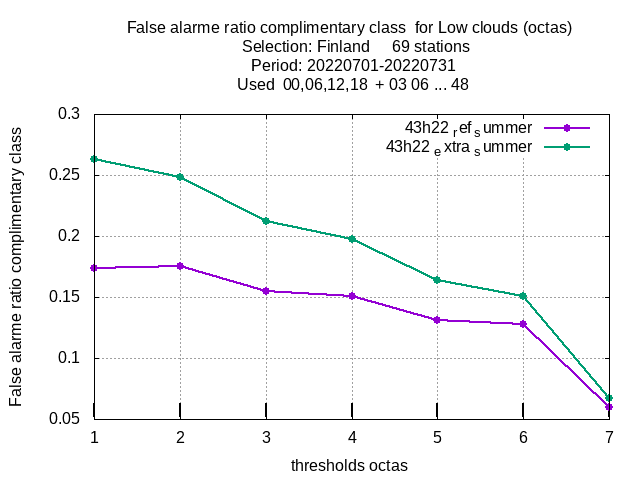 False alarme ratio complimentary class  for Low clouds (octas)
Selection: Finland     69 stations
Period: 20220701-20220731
Used  00,06,12,18  + 03 06 ... 48
43h22 ref summer
43h22 extra summer
False alarme ratio complimentary class
0.3
0.25
0.2
0.15
0.1
0.05
1 2 3 4 5 6 7
thresholds octas